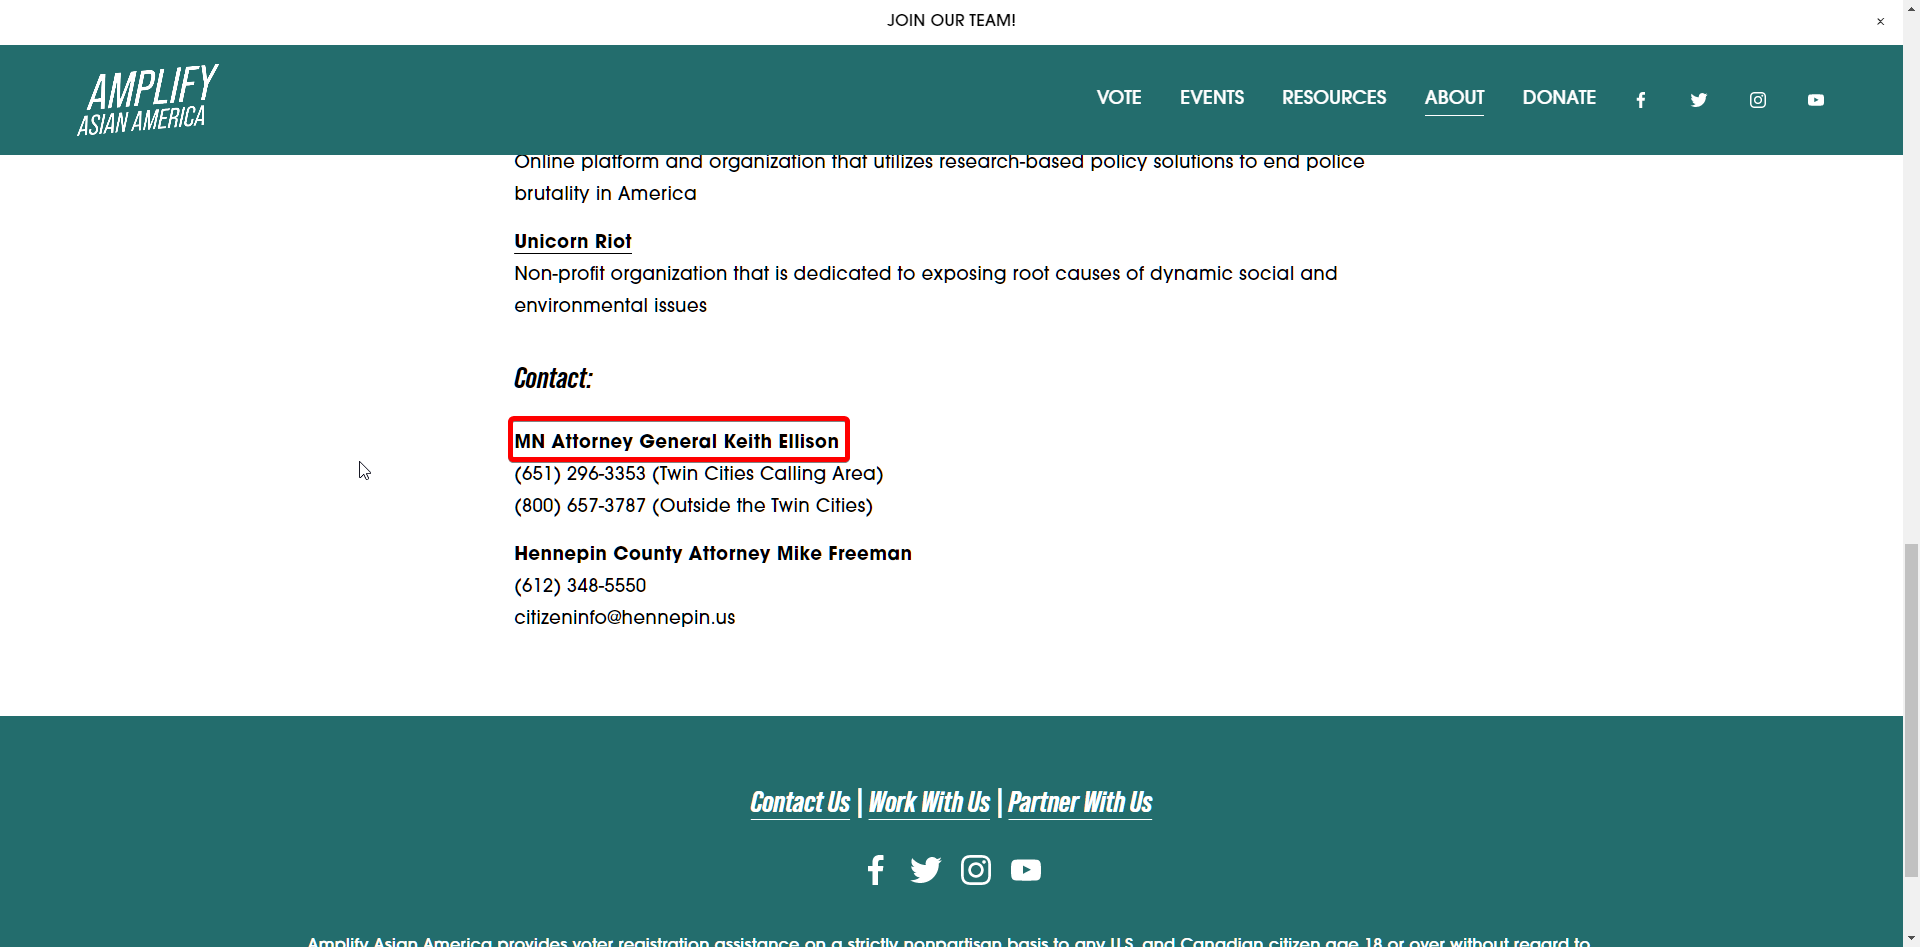 JOIN OUR TEAM!
×
AMPLIFY
ASIAN AMERICA
VOTE EVENTS RESOURCES ABOUT DONATE
Online platform and organization that utilizes research-based policy solutions to end police
brutality in America
Unicorn Riot
Non-profit organization that is dedicated to exposing root causes of dynamic social and
environmental issues
Contact:
MN Attorney General Keith Ellison
(651) 296-3353 (Twin Cities Calling Area)
(800) 657-3787 (Outside the Twin Cities)
Hennepin County Attorney Mike Freeman
(612) 348-5550
citizeninfo@hennepin.us
Contact Us | Work With Us | Partner With Us
Amplify Asian America provides voter registration assistance on a strictly nonpartisan basis to any U.S. and Canadian citizen age 18 or over without regard to